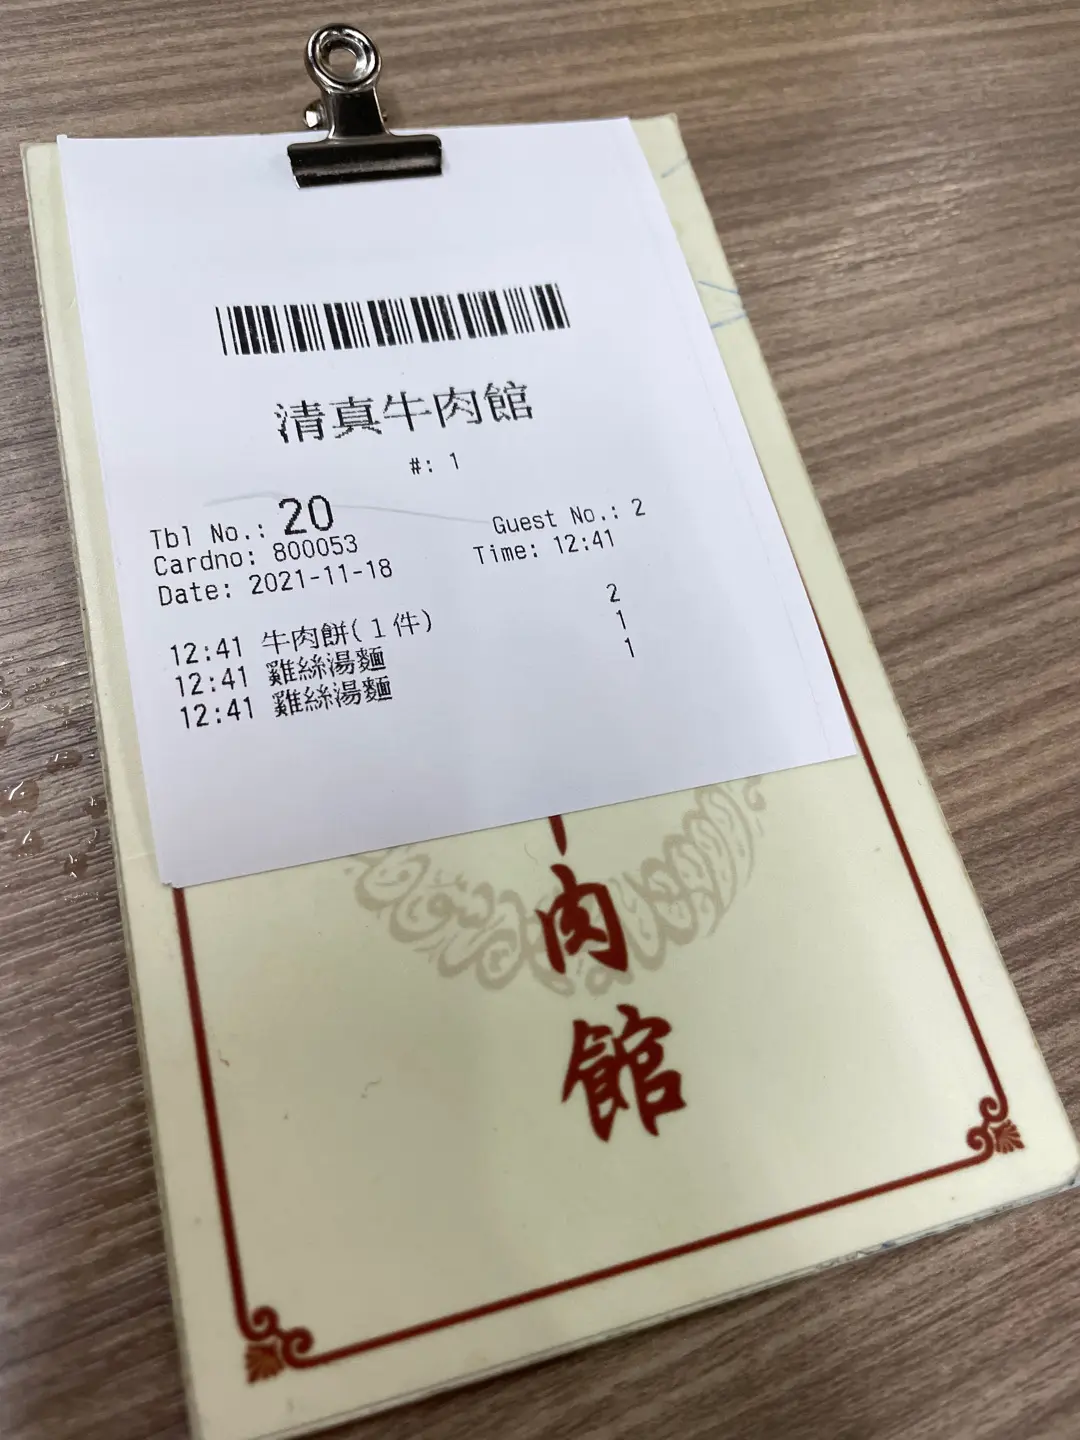 清真牛肉館
#: 1
Tbl No.: 20 Guest No.: 2
Cardno: 800053 Time: 12:41
Date: 2021-11-18
12:41 牛肉餅(1件) 2
12:41 雞絲湯麵 1
12:41 雞絲湯麵 1
肉
館